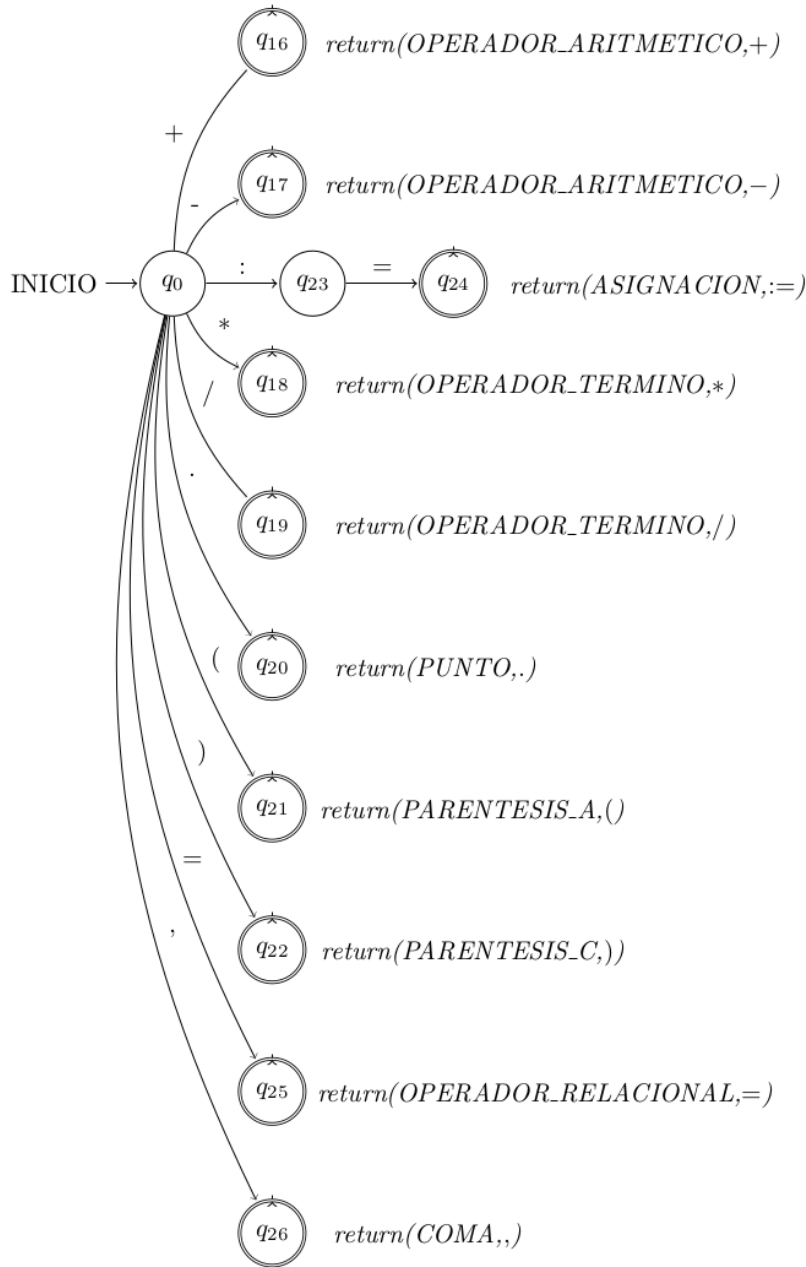 q16 return(OPERADOR_ARITMETICO,+)
+
q17 return(OPERADOR_ARITMETICO,−)
-
INICIO q0 : q23 = q24 return(ASIGNACION,:=)
*
q18 return(OPERADOR_TERMINO,*)
/
.
q19 return(OPERADOR_TERMINO,/)
( q20 return(PUNTO,.)
)
q21 return(PARENTESIS_A,()
=
,
q22 return(PARENTESIS_C,))
q25 return(OPERADOR_RELACIONAL,=)
q26 return(COMA,,)